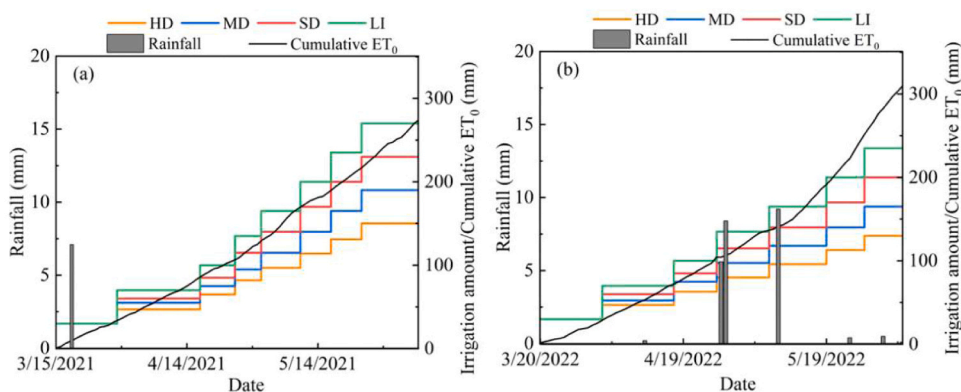 HD MD SD LI
Rainfall Cumulative ET₀
(a)
20
15
10
5
0
Rainfall (mm)
300
200
100
0
Irrigation amount/Cumulative ET₀ (mm)
3/15/2021 4/14/2021 5/14/2021
Date
HD MD SD LI
Rainfall Cumulative ET₀
(b)
20
15
10
5
0
Rainfall (mm)
300
200
100
0
Irrigation amount/Cumulative ET₀ (mm)
3/20/2022 4/19/2022 5/19/2022
Date